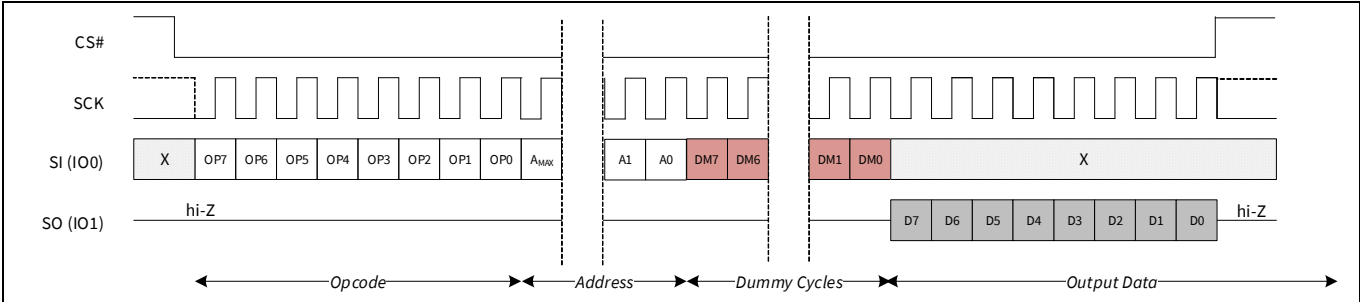 CS#
SCK
SI (IO0) X OP7 OP6 OP5 OP4 OP3 OP2 OP1 OP0 AMAX A1 A0 DM7 DM6 DM1 DM0 X
hi-Z
SO (IO1) D7 D6 D5 D4 D3 D2 D1 D0 hi-Z
Opcode Address Dummy Cycles Output Data